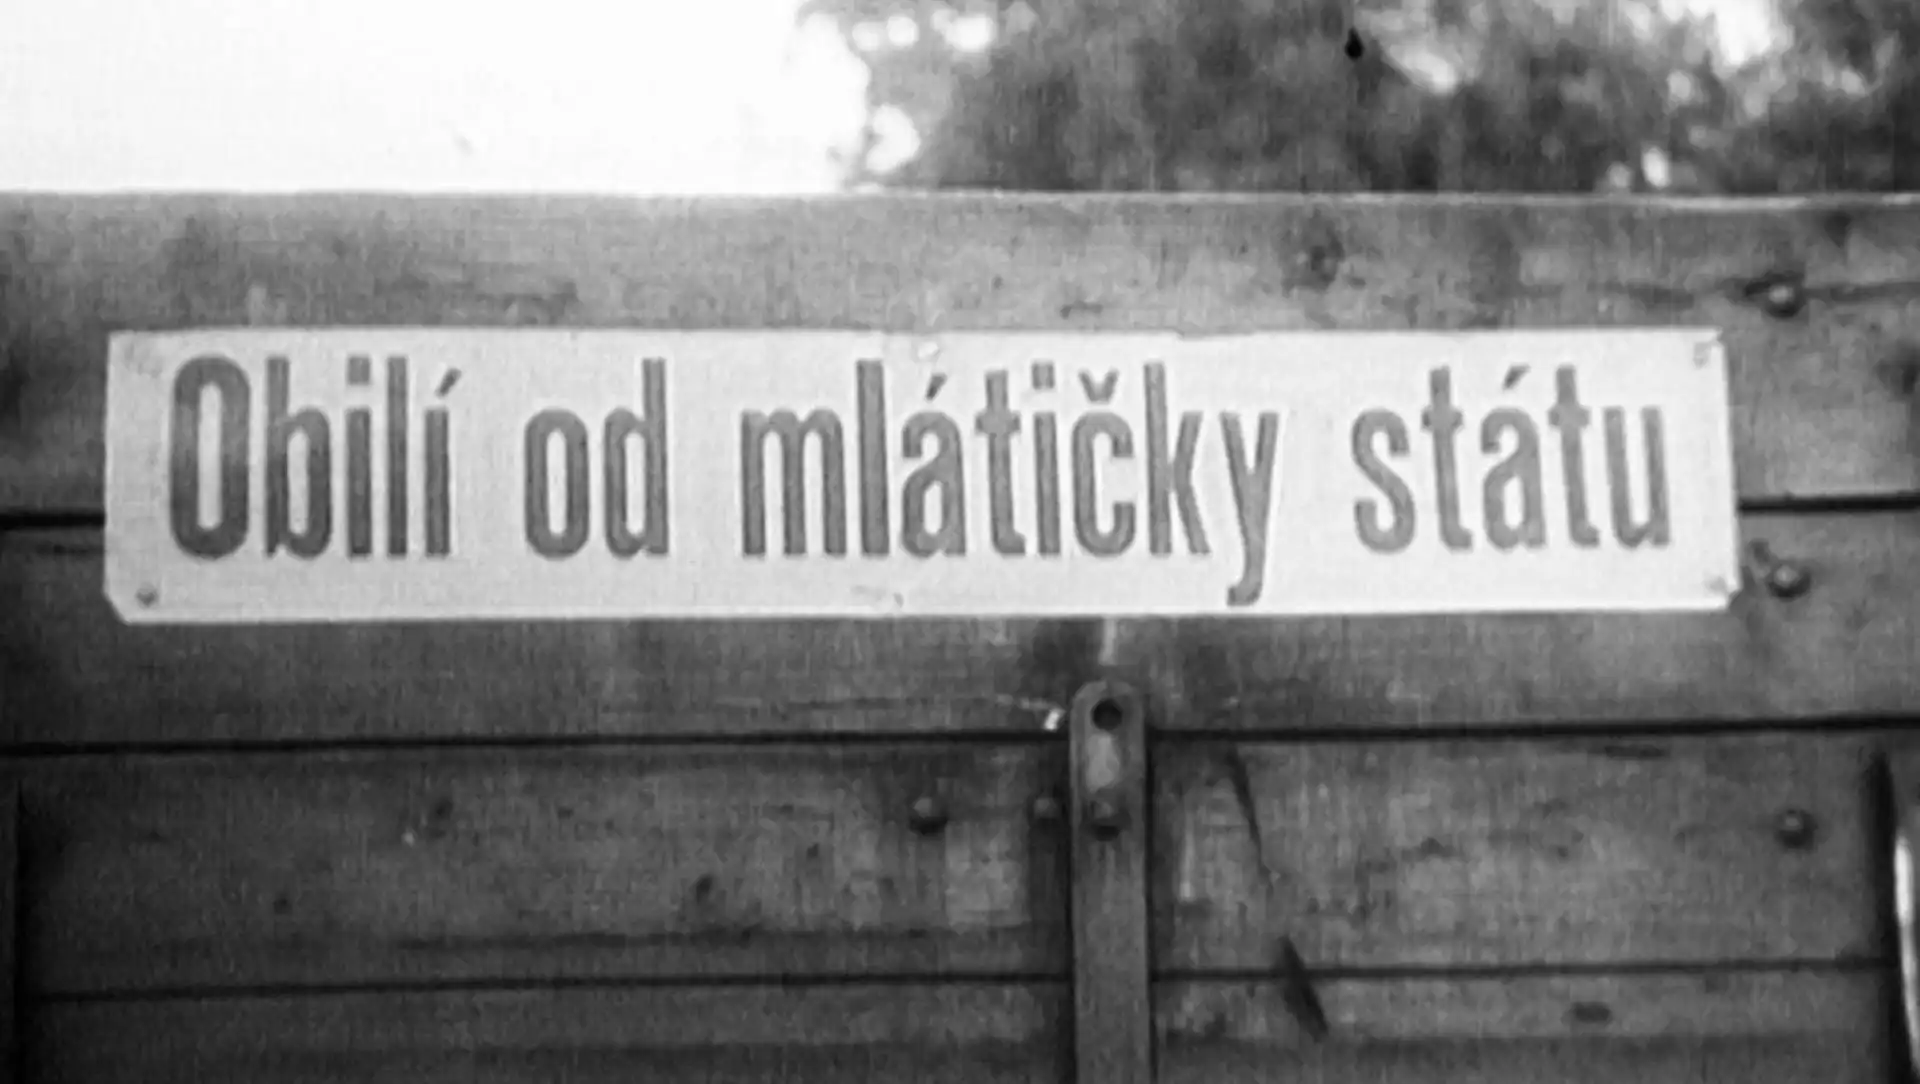 Obilí od mlátičky státu